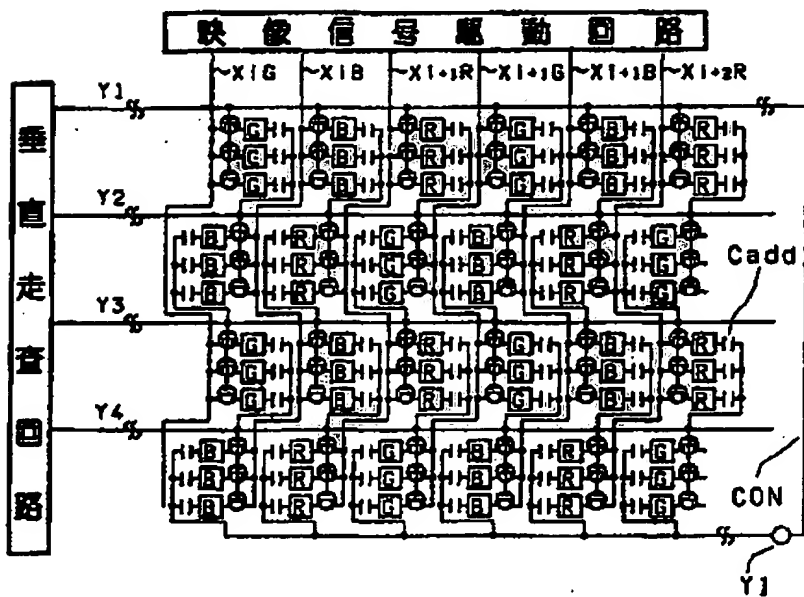 映像信号駆動回路
XiG XiB Xi+1R Xi+1G Xi+1B Xi+2R
垂直走査回路
Y1
G B R G B R
G B R G B R
G B R G B R
Y2
B R G B R G
B R G B R G
B R G B R G
Cadd
Y3
G B R G B R
G B R G B R
G B R G B R
Y4
B R G B R G
B R G B R G
B R G B R G
CON
Y1